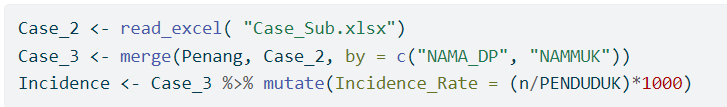 Case_2 <- read_excel( "Case_Sub.xlsx")
Case_3 <- merge(Penang, Case_2, by = c("NAMA_DP", "NAMMUK"))
Incidence <- Case_3 %>% mutate(Incidence_Rate = (n/PENDUDUK)*1000)